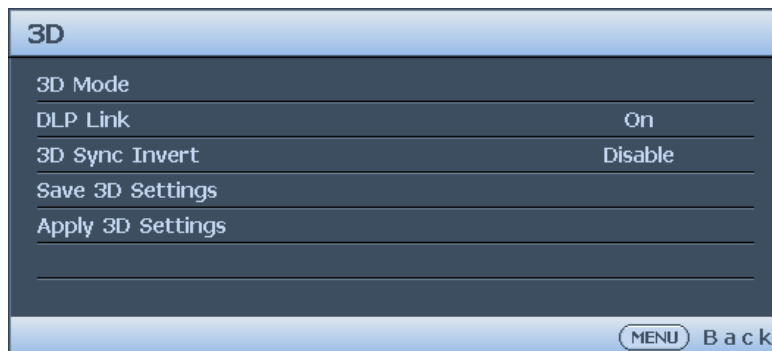 3D
3D Mode
DLP Link On
3D Sync Invert Disable
Save 3D Settings
Apply 3D Settings
MENU Back